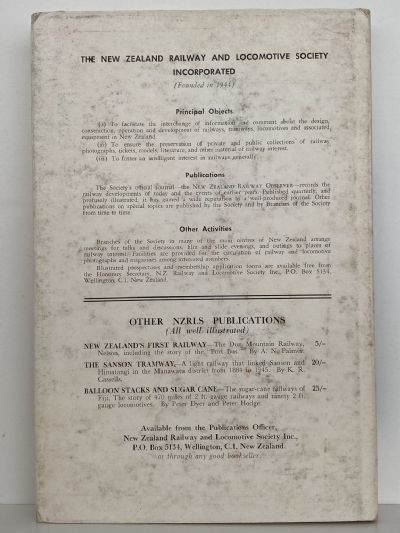 THE NEW ZEALAND RAILWAY AND LOCOMOTIVE SOCIETY
INCORPORATED
(Founded in 1944)
Principal Objects
(i) To facilitate the interchange of information and comment about the design,
construction, operation and development of railways, tramways, locomotives and associated
equipment in New Zealand.
(ii) To ensure the preservation of private and public collections of railway
photographs, tickets, models, literature, and other material of railway interest.
(iii) To foster an intelligent interest in railways generally.
Publications
The Society's official journal—the NEW ZEALAND RAILWAY OBSERVER—records the
railway developments of today and the events of earlier years. Published quarterly, and
profusely illustrated, it has gained a wide reputation as a well-produced journal. Other
publications on special topics are published by the Society and by Branches of the Society
from time to time.
Other Activities
Branches of the Society in many of the main centres of New Zealand arrange
meetings for talks and discussions, film and slide evenings, and outings to places of
railway interest. Facilities are provided for the circulation of railway and locomotive
photographs and magazines among interested members.
Illustrated prospectuses and membership application forms are available free from
the Honorary Secretary, N.Z. Railway and Locomotive Society Inc., P.O. Box 5134,
Wellington, C.1, New Zealand.
OTHER NZRLS PUBLICATIONS
(All well illustrated)
NEW ZEALAND'S FIRST RAILWAY—The Dun Mountain Railway, 5/-
Nelson, including the story of the "Port Bus." By A. N. Palmer.
THE SANSON TRAMWAY—A light railway that linked Sanson and 20/-
Himatangi in the Manawatu district from 1884 to 1945. By K. R.
Cassells.
BALLOON STACKS AND SUGAR CANE—The sugar-cane railways of 25/-
Fiji. The story of 470 miles of 2 ft. gauge railways and ninety 2 ft.
gauge locomotives. By Peter Dyer and Peter Hodge.
Available from the Publications Officer,
New Zealand Railway and Locomotive Society Inc.,
P.O. Box 5134, Wellington, C.1, New Zealand.
or through any good bookseller.